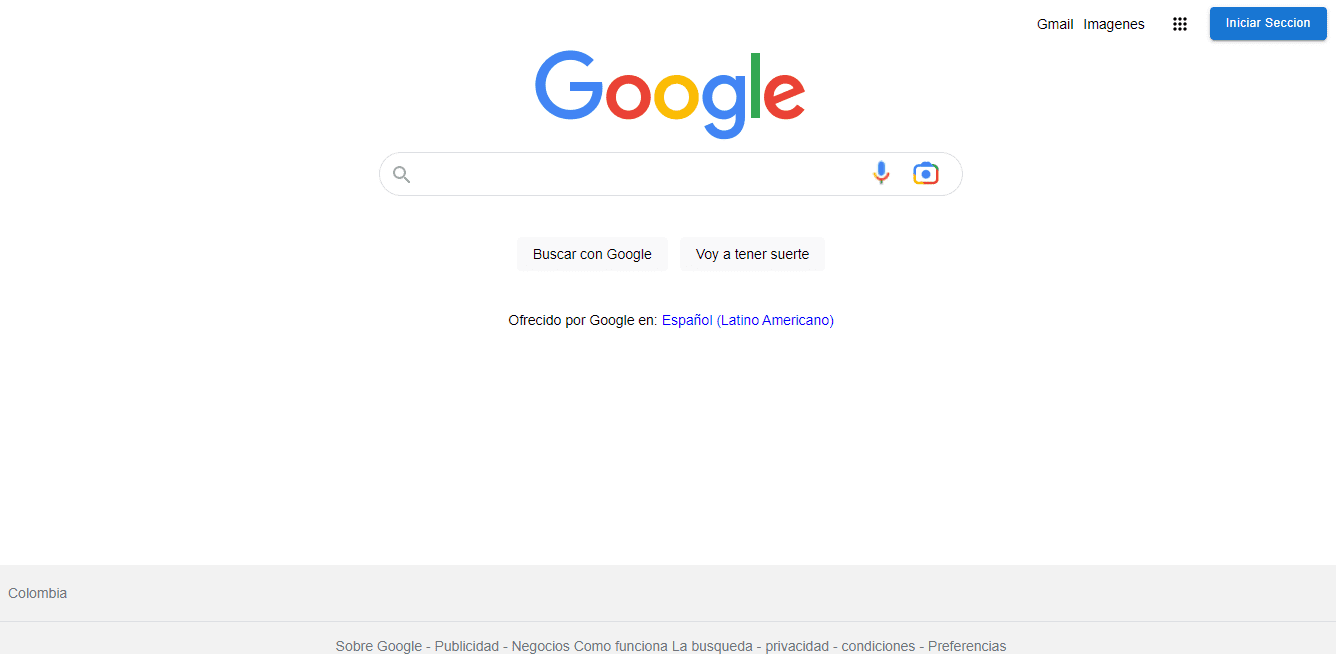 Gmail Imagenes Iniciar Seccion
Google
Buscar con Google Voy a tener suerte
Ofrecido por Google en: Español (Latino Americano)
Colombia
Sobre Google - Publicidad - Negocios Como funciona La busqueda - privacidad - condiciones - Preferencias